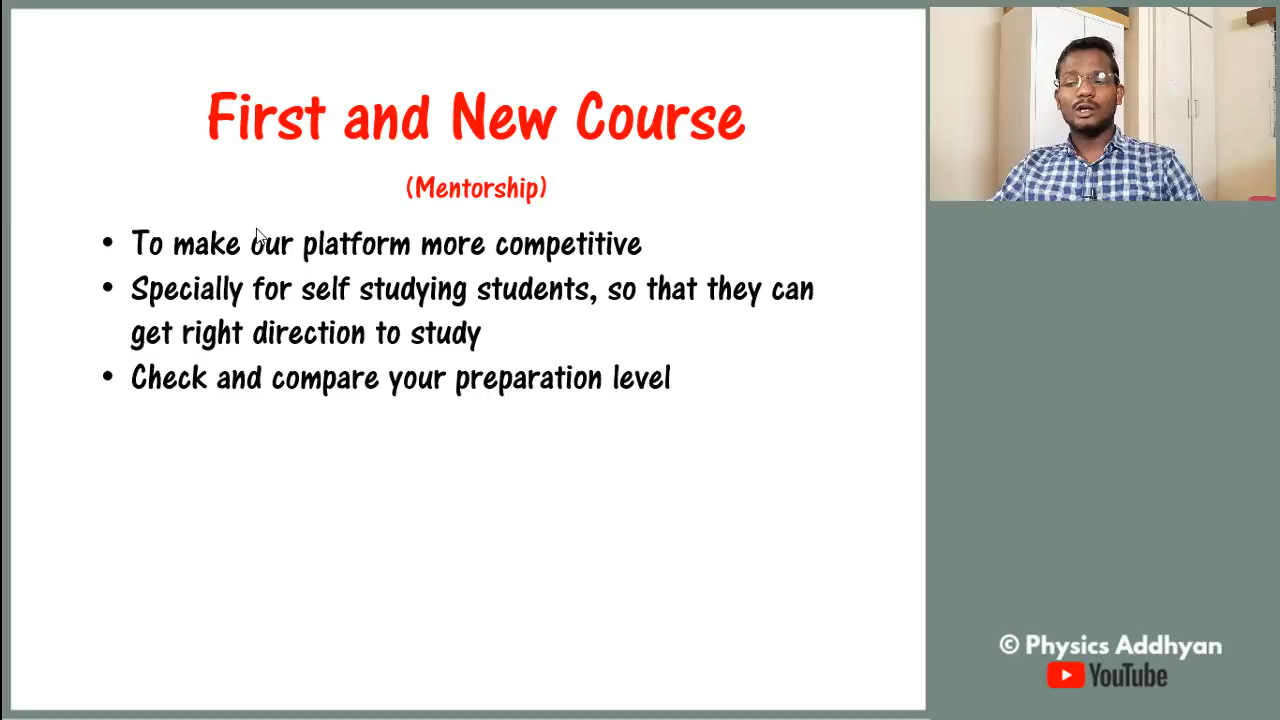 First and New Course
(Mentorship)
• To make our platform more competitive
• Specially for self studying students, so that they can
get right direction to study
• Check and compare your preparation level
© Physics Addhyan
YouTube